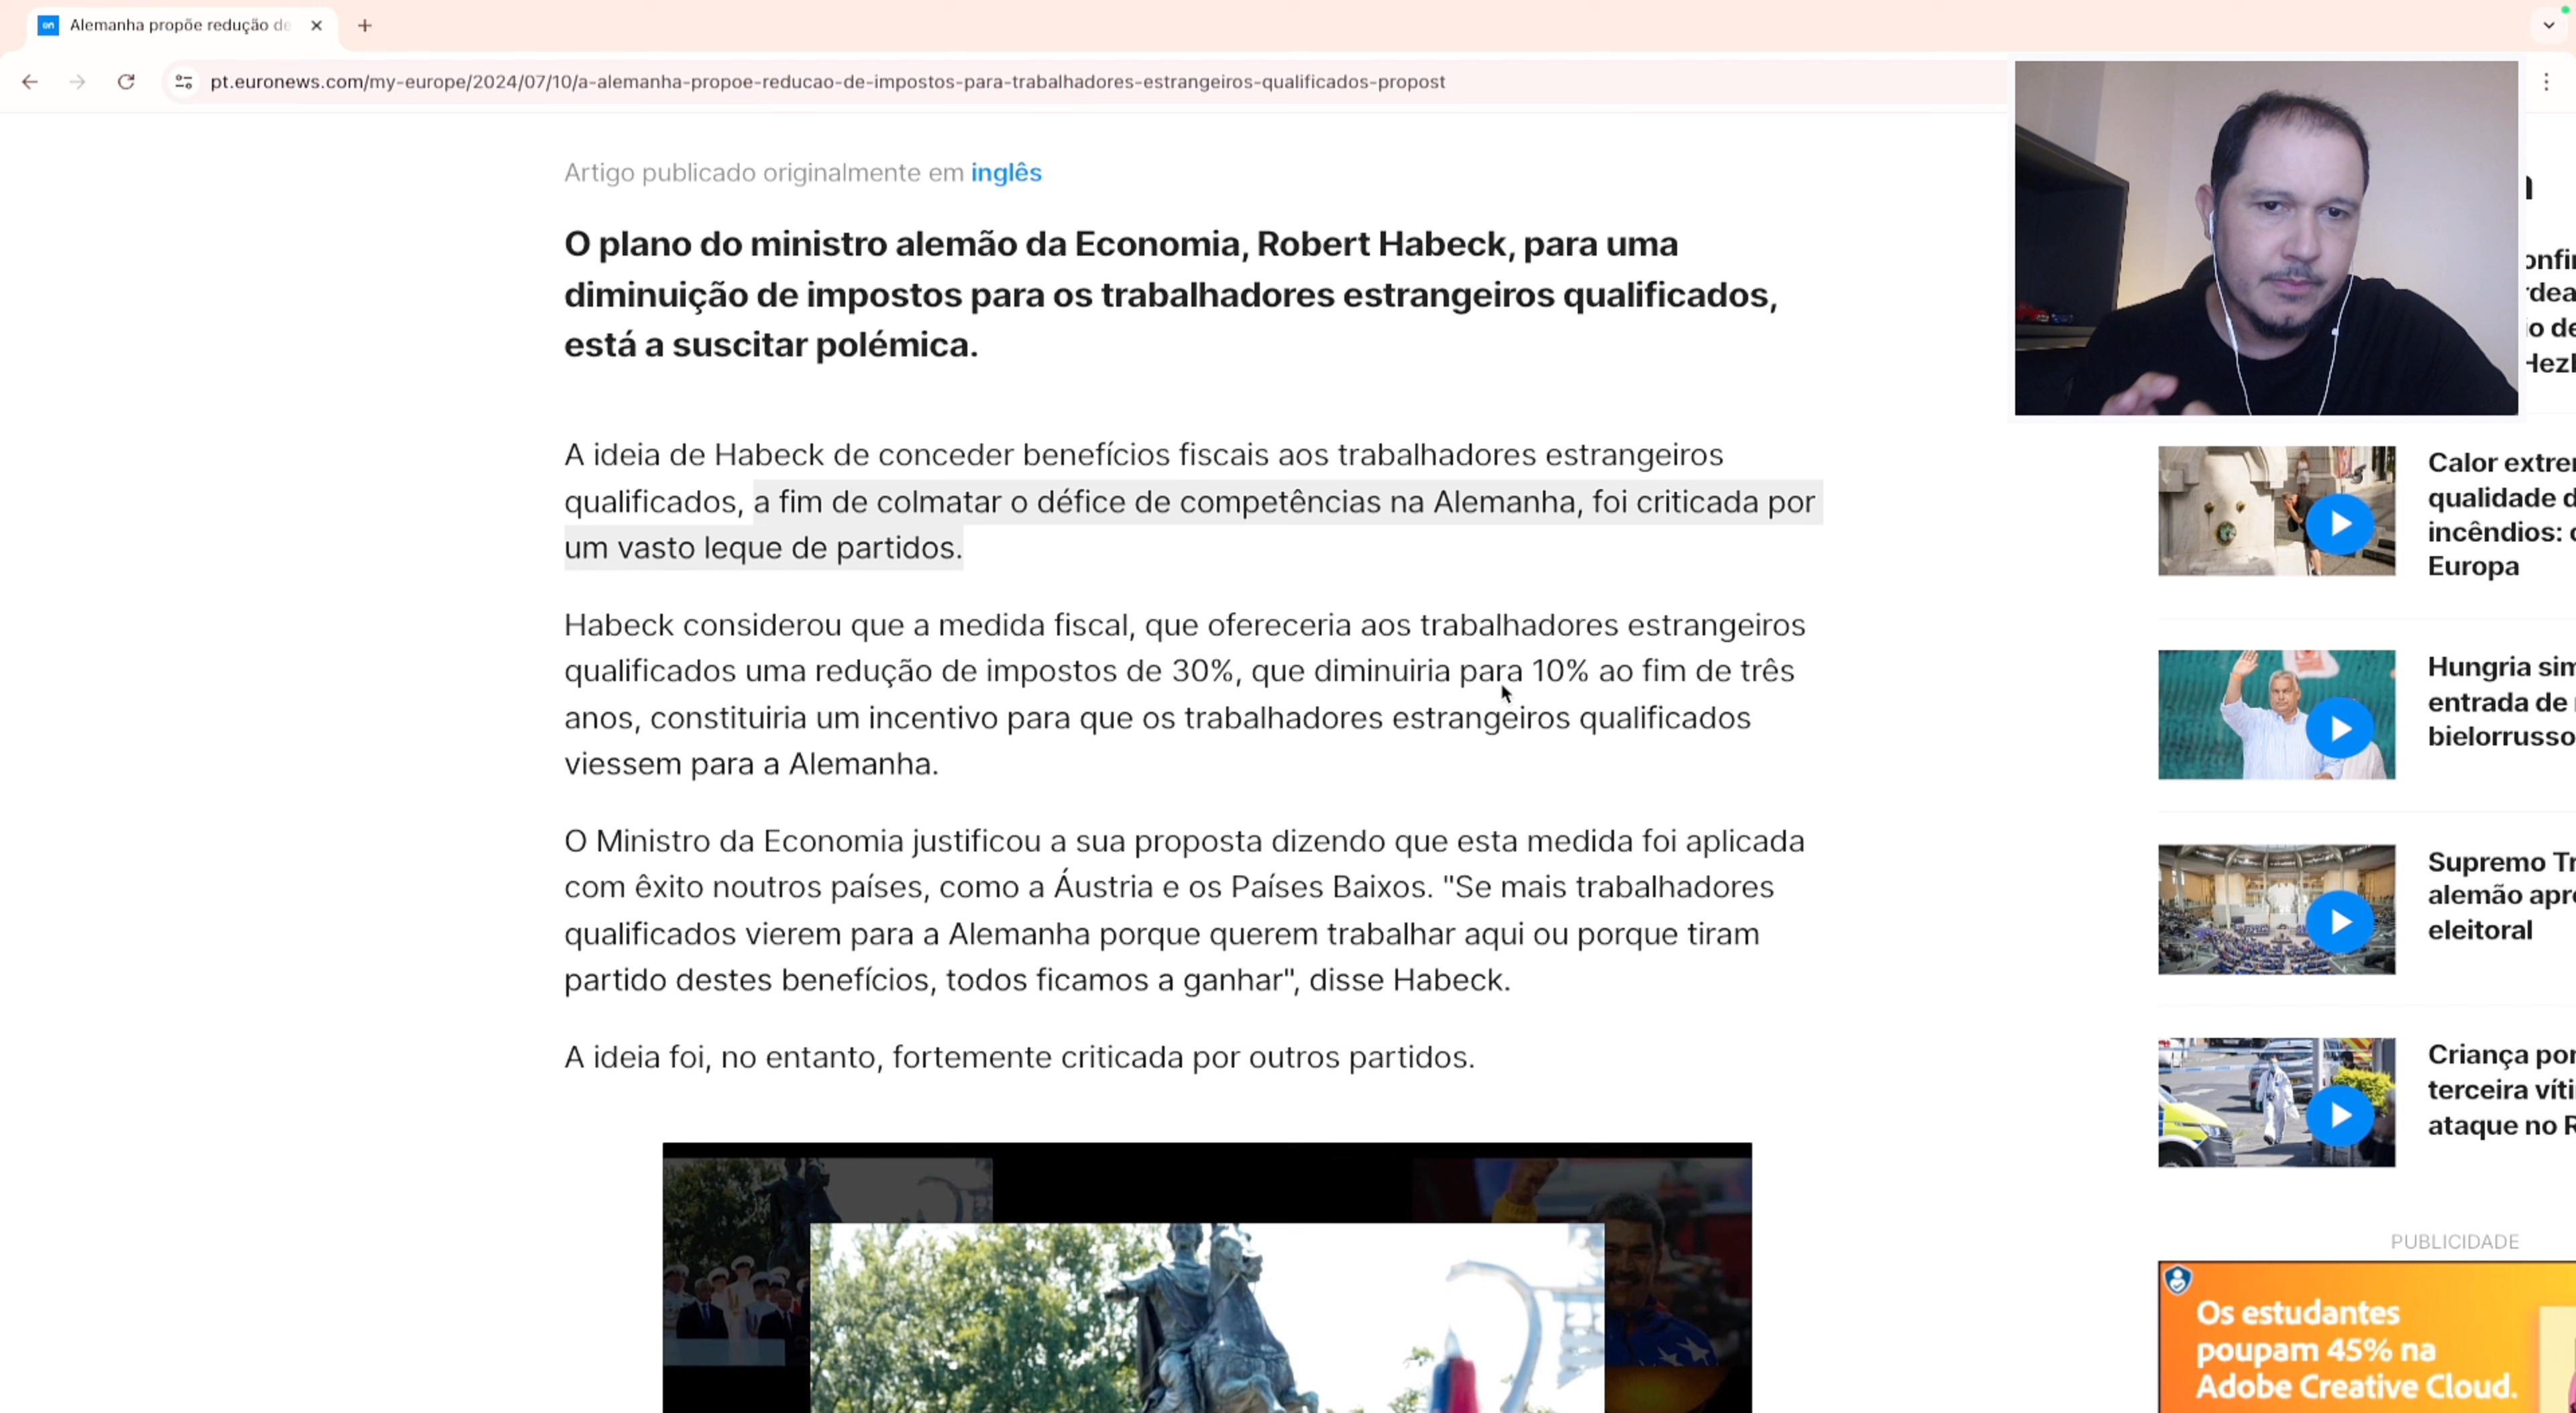 Alemanha propõe redução de
pt.euronews.com/my-europe/2024/07/10/a-alemanha-propoe-reducao-de-impostos-para-trabalhadores-estrangeiros-qualificados-propost
Artigo publicado originalmente em inglês
O plano do ministro alemão da Economia, Robert Habeck, para uma
diminuição de impostos para os trabalhadores estrangeiros qualificados,
está a suscitar polémica.
A ideia de Habeck de conceder benefícios fiscais aos trabalhadores estrangeiros
qualificados, a fim de colmatar o défice de competências na Alemanha, foi criticada por
um vasto leque de partidos.
Habeck considerou que a medida fiscal, que ofereceria aos trabalhadores estrangeiros
qualificados uma redução de impostos de 30%, que diminuiria para 10% ao fim de três
anos, constituiria um incentivo para que os trabalhadores estrangeiros qualificados
viessem para a Alemanha.
O Ministro da Economia justificou a sua proposta dizendo que esta medida foi aplicada
com êxito noutros países, como a Áustria e os Países Baixos. "Se mais trabalhadores
qualificados vierem para a Alemanha porque querem trabalhar aqui ou porque tiram
partido destes benefícios, todos ficamos a ganhar", disse Habeck.
A ideia foi, no entanto, fortemente criticada por outros partidos.
Calor extre
qualidade d
incêndios: 
Europa
Hungria sim
entrada de
bielorrusso
Supremo Tr
alemão apr
eleitoral
Criança por
terceira víti
ataque no R
PUBLICIDADE
Os estudantes
poupam 45% na
Adobe Creative Cloud.